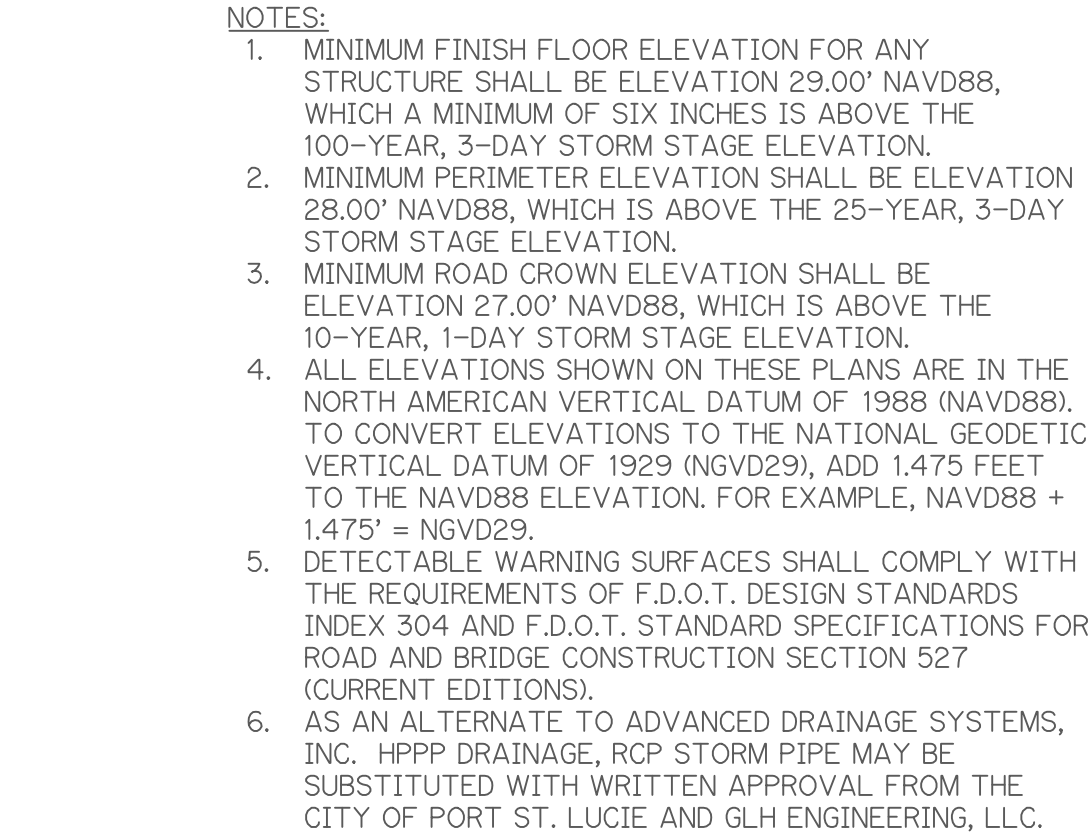 NOTES:
1. MINIMUM FINISH FLOOR ELEVATION FOR ANY
STRUCTURE SHALL BE ELEVATION 29.00' NAVD88,
WHICH A MINIMUM OF SIX INCHES IS ABOVE THE
100-YEAR, 3-DAY STORM STAGE ELEVATION.
2. MINIMUM PERIMETER ELEVATION SHALL BE ELEVATION
28.00' NAVD88, WHICH IS ABOVE THE 25-YEAR, 3-DAY
STORM STAGE ELEVATION.
3. MINIMUM ROAD CROWN ELEVATION SHALL BE
ELEVATION 27.00' NAVD88, WHICH IS ABOVE THE
10-YEAR, 1-DAY STORM STAGE ELEVATION.
4. ALL ELEVATIONS SHOWN ON THESE PLANS ARE IN THE
NORTH AMERICAN VERTICAL DATUM OF 1988 (NAVD88).
TO CONVERT ELEVATIONS TO THE NATIONAL GEODETIC
VERTICAL DATUM OF 1929 (NGVD29), ADD 1.475 FEET
TO THE NAVD88 ELEVATION. FOR EXAMPLE, NAVD88 +
1.475' = NGVD29.
5. DETECTABLE WARNING SURFACES SHALL COMPLY WITH
THE REQUIREMENTS OF F.D.O.T. DESIGN STANDARDS
INDEX 304 AND F.D.O.T. STANDARD SPECIFICATIONS FOR
ROAD AND BRIDGE CONSTRUCTION SECTION 527
(CURRENT EDITIONS).
6. AS AN ALTERNATE TO ADVANCED DRAINAGE SYSTEMS,
INC. HPPP DRAINAGE, RCP STORM PIPE MAY BE
SUBSTITUTED WITH WRITTEN APPROVAL FROM THE
CITY OF PORT ST. LUCIE AND GLH ENGINEERING, LLC.